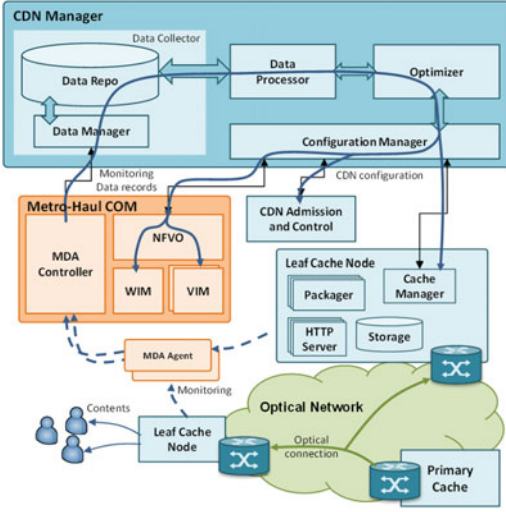 CDN Manager
Data Collector
Data Repo
Data
Processor
Optimizer
Data Manager
Configuration Manager
Monitoring
Data records
CDN configuration
Metro-Haul COM
NFVO
MDA
Controller
WIM
VIM
CDN Admission
and Control
Leaf Cache Node
Cache
Manager
Packager
HTTP
Server
Storage
MDA Agent
Monitoring
Contents
Leaf Cache
Node
Optical Network
Optical
connection
Primary
Cache